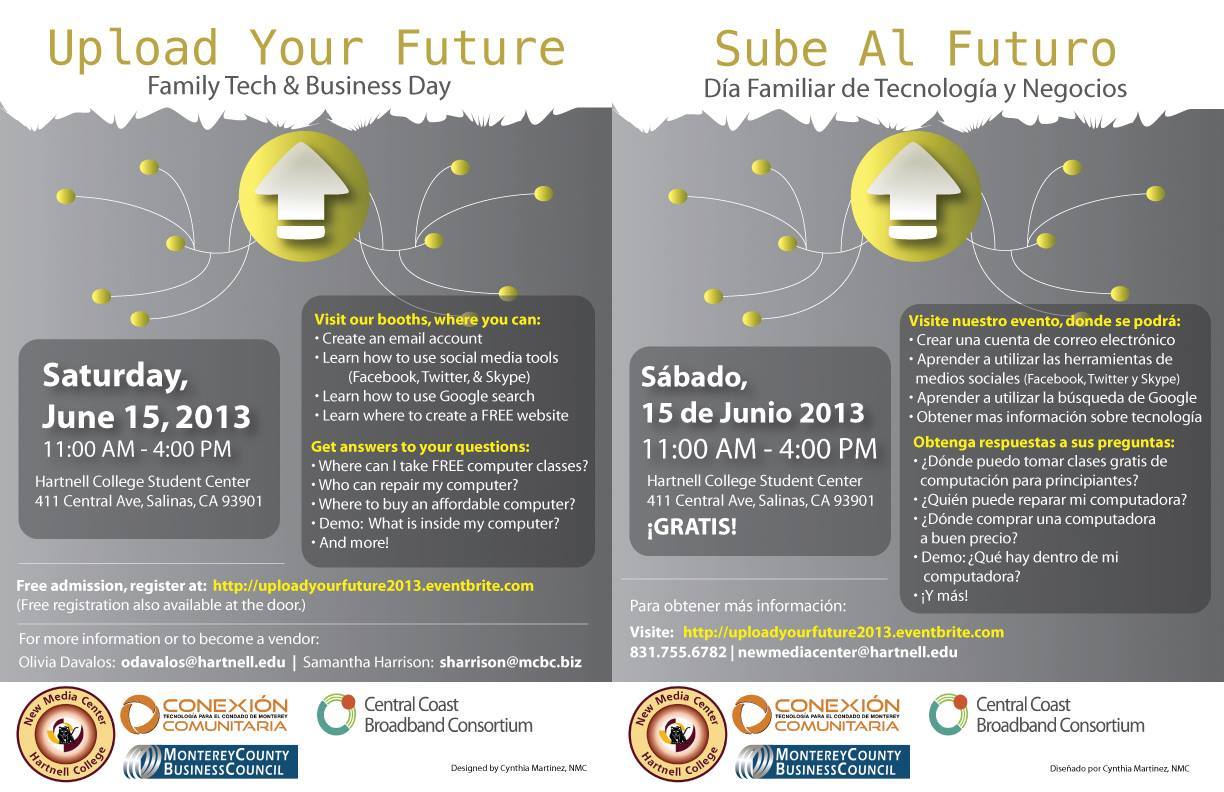 Upload Your Future
Family Tech & Business Day
Saturday,
June 15, 2013
11:00 AM - 4:00 PM
Hartnell College Student Center
411 Central Ave, Salinas, CA 93901
Visit our booths, where you can:
• Create an email account
• Learn how to use social media tools
(Facebook, Twitter, & Skype)
• Learn how to use Google search
• Learn where to create a FREE website
Get answers to your questions:
• Where can I take FREE computer classes?
• Who can repair my computer?
• Where to buy an affordable computer?
• Demo: What is inside my computer?
• And more!
Free admission, register at: http://uploadyourfuture2013.eventbrite.com
(Free registration also available at the door.)
For more information or to become a vendor:
Olivia Davalos: odavalos@hartnell.edu | Samantha Harrison: sharrison@mcbc.biz
New Media Center
Hartnell College
CONEXIÓN
TECNOLOGÍA PARA EL CONDADO DE MONTEREY
COMUNITARIA
MONTEREYCOUNTY
BUSINESSCOUNCIL
Central Coast
Broadband Consortium
Designed by Cynthia Martinez, NMC
Sube Al Futuro
Día Familiar de Tecnología y Negocios
Sábado,
15 de Junio 2013
11:00 AM - 4:00 PM
Hartnell College Student Center
411 Central Ave, Salinas, CA 93901
¡GRATIS!
Visite nuestro evento, donde se podrá:
• Crear una cuenta de correo electrónico
• Aprender a utilizar las herramientas de
medios sociales (Facebook, Twitter y Skype)
• Aprender a utilizar la búsqueda de Google
• Obtener mas información sobre tecnología
Obtenga respuestas a sus preguntas:
• ¿Dónde puedo tomar clases gratis de
computación para principiantes?
• ¿Quién puede reparar mi computadora?
• ¿Dónde comprar una computadora
a buen precio?
• Demo: ¿Qué hay dentro de mi
computadora?
• ¡Y más!
Para obtener más información:
Visite: http://uploadyourfuture2013.eventbrite.com
831.755.6782 | newmediacenter@hartnell.edu
New Media Center
Hartnell College
CONEXIÓN
TECNOLOGÍA PARA EL CONDADO DE MONTEREY
COMUNITARIA
MONTEREYCOUNTY
BUSINESSCOUNCIL
Central Coast
Broadband Consortium
Diseñado por Cynthia Martinez, NMC